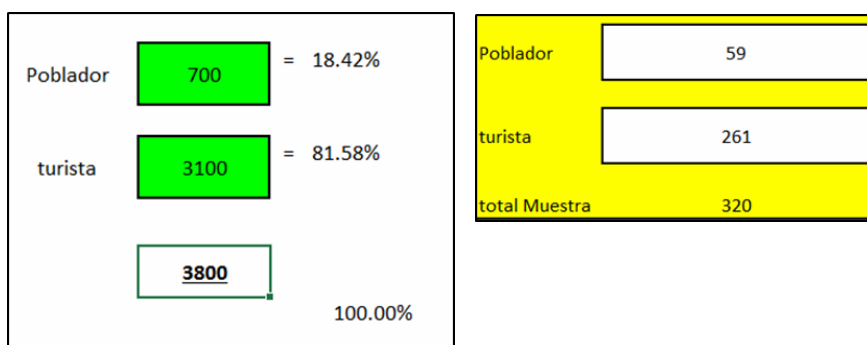 Poblador 700 = 18.42%
turista 3100 = 81.58%
3800
100.00%
Poblador 59
turista 261
total Muestra 320